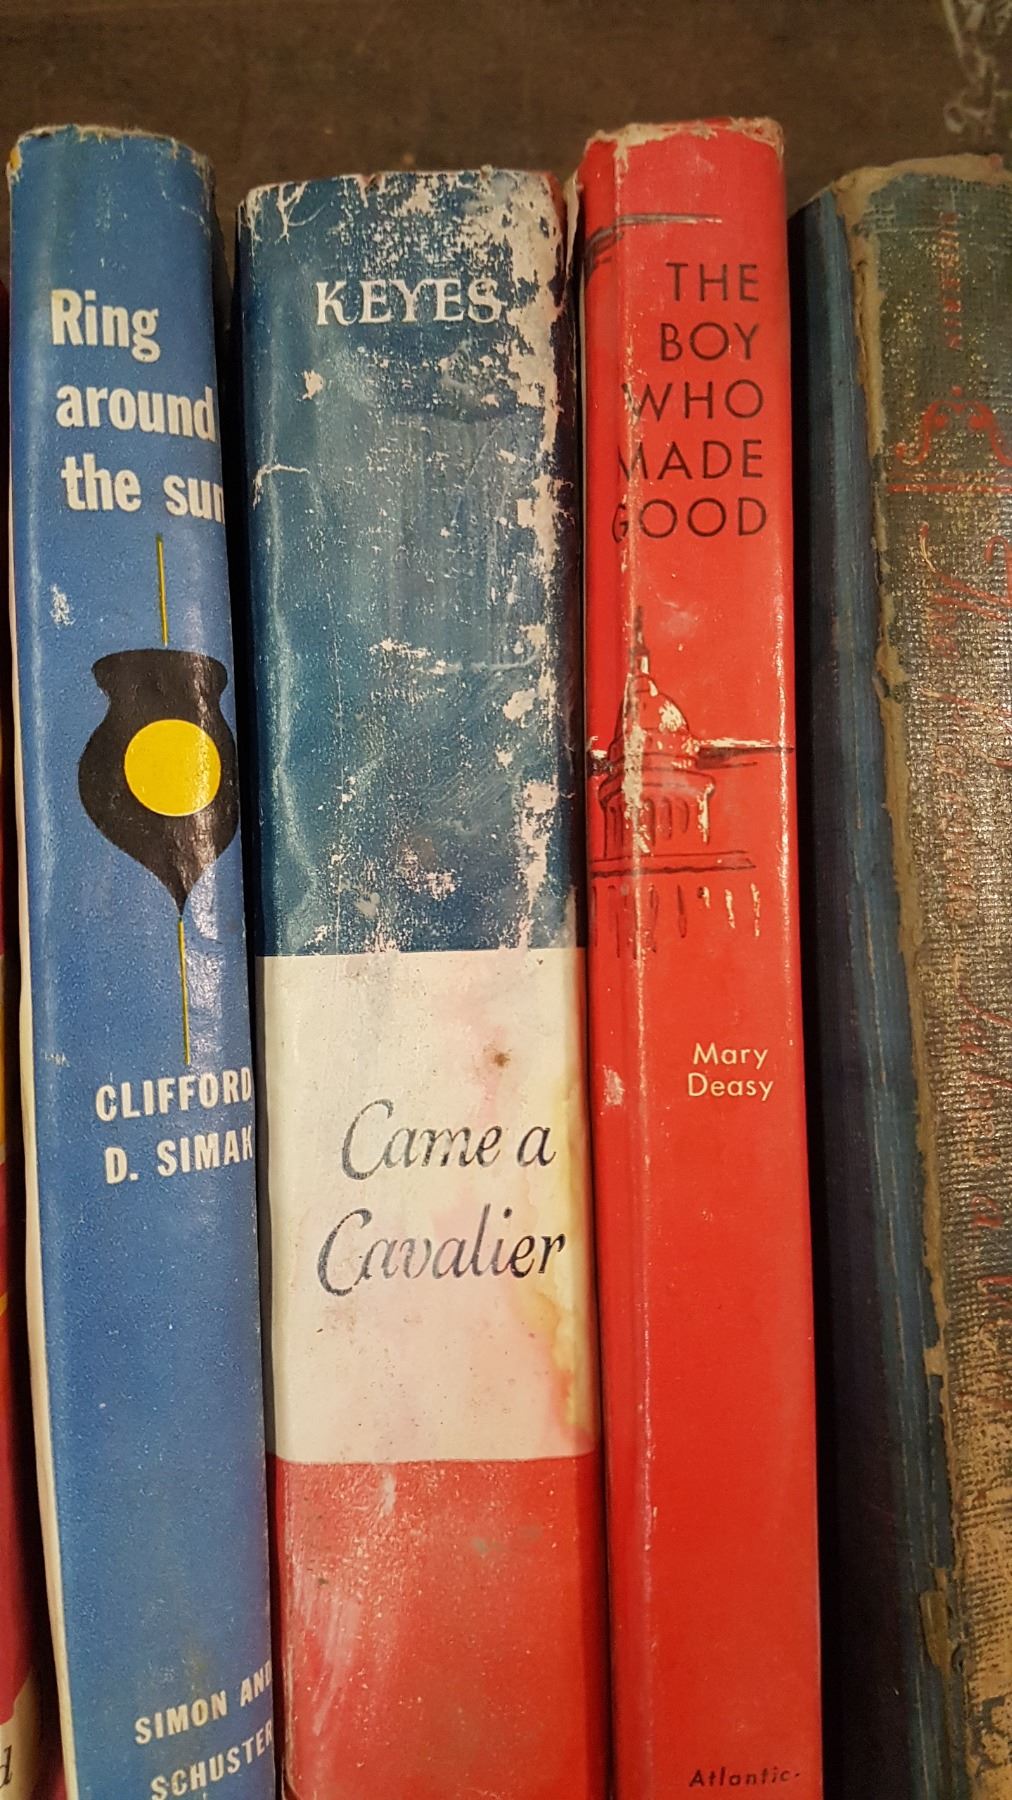 Ring
around
the sun
CLIFFORD
D. SIMAK
SIMON AND
SCHUSTER
KEYES
Came a
Cavalier
THE
BOY
WHO
MADE
GOOD
Mary
Deasy
Atlantic-